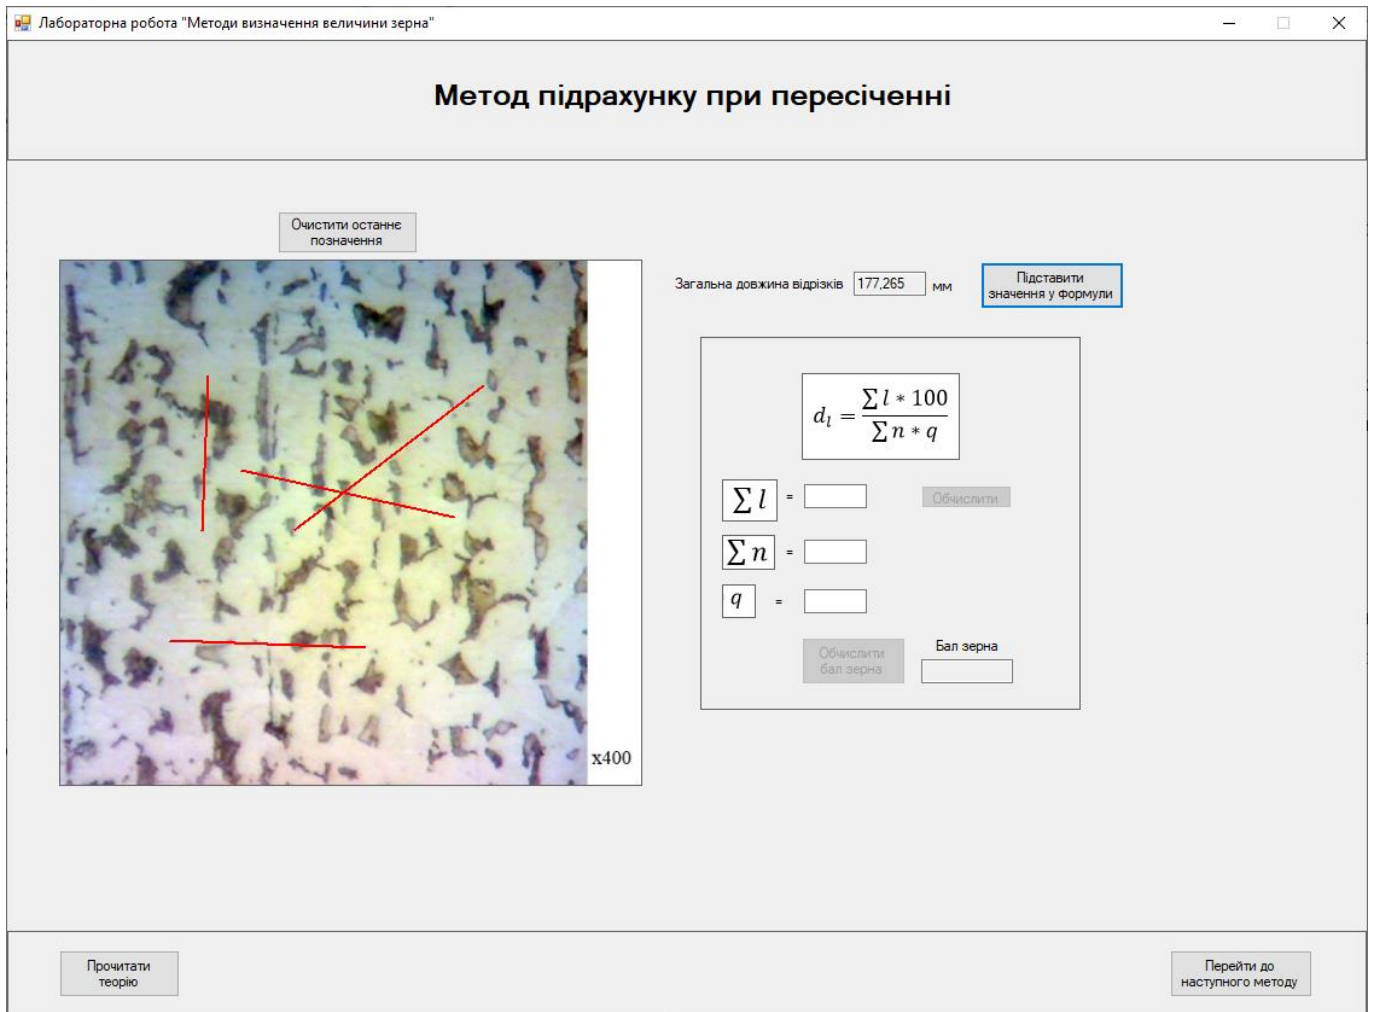 Лабораторна робота "Методи визначення величини зерна"
Метод підрахунку при пересіченні
Очистити останнє
позначення
Загальна довжина відрізків 177,265 мм
Підставити
значення у формули
d_l = ∑ l * 100 / ∑ n * q
∑ l =
Обчислити
∑ n =
q =
Обчислити
бал зерна
Бал зерна
x400
Прочитати
теорію
Перейти до
наступного методу